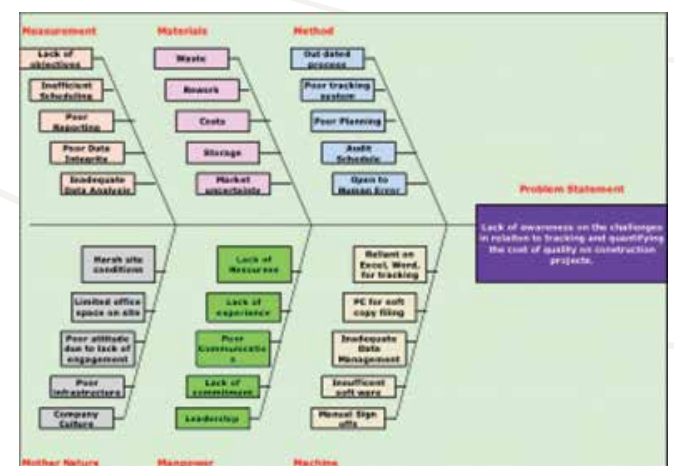 Measurement
Materials
Method
Lack of
objectives
Inefficient
Scheduling
Poor
Reporting
Poor Data
Integrity
Inadequate
Data Analysis
Waste
Rework
Costs
Storage
Market
uncertainty
Out dated
process
Poor tracking
system
Poor Planning
Audit
Schedule
Open to
Human Error
Problem Statement
Lack of awareness on the challenges
in relation to tracking and quantifying
the cost of quality on construction
projects.
Harsh site
conditions
Limited office
space on site
Poor attitude
due to lack of
engagement
Poor
infrastructure
Company
Culture
Lack of
Resources
Lack of
experience
Poor
Communicatio
n
Lack of
commitment
Leadership
Reliant on
Excel, Word,
for tracking
PC for soft
copy filing
Inadequate
Data
Management
Insufficent
soft ware
Manual Sign
offs
Mother Nature
Manpower
Machine